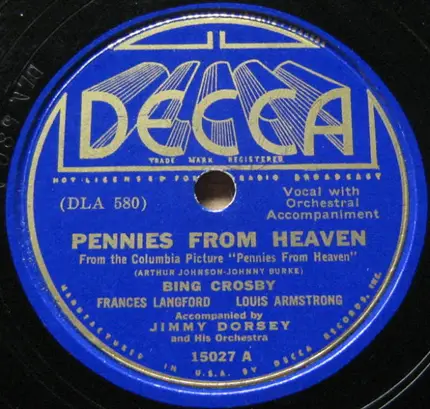 DECCA
TRADE MARK REGISTERED
NOT LICENSED FOR RADIO BROADCAST
(DLA 580)
Vocal with
Orchestral
Accompaniment
PENNIES FROM HEAVEN
From the Columbia Picture "Pennies From Heaven"
(ARTHUR JOHNSON-JOHNNY BURKE)
BING CROSBY
FRANCES LANGFORD LOUIS ARMSTRONG
Accompanied by
JIMMY DORSEY
and His Orchestra
15027 A
MANUFACTURED IN U.S.A. BY DECCA RECORDS, INC.